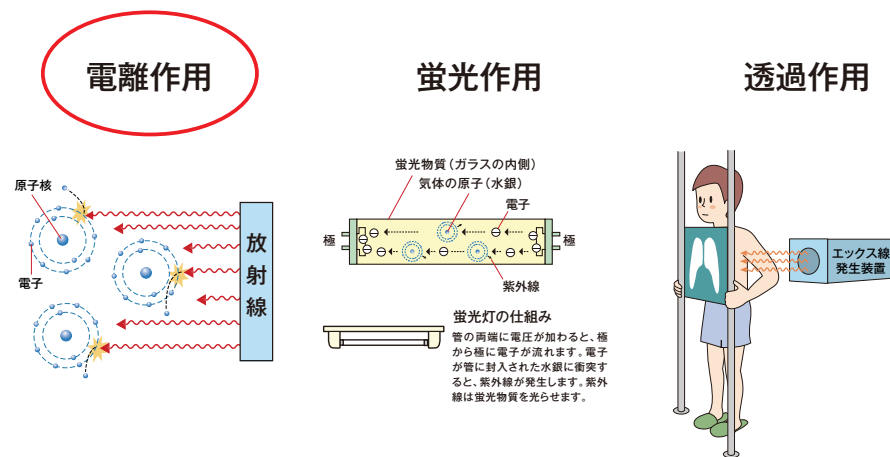 電離作用
蛍光作用
透過作用
原子核
電子
放射線
蛍光物質(ガラスの内側)
気体の原子(水銀)
電子
極
極
紫外線
蛍光灯の仕組み
管の両端に電圧が加わると、極
から極に電子が流れます。電子
が管に封入された水銀に衝突す
ると、紫外線が発生します。紫外
線は蛍光物質を光らせます。
エックス線
発生装置